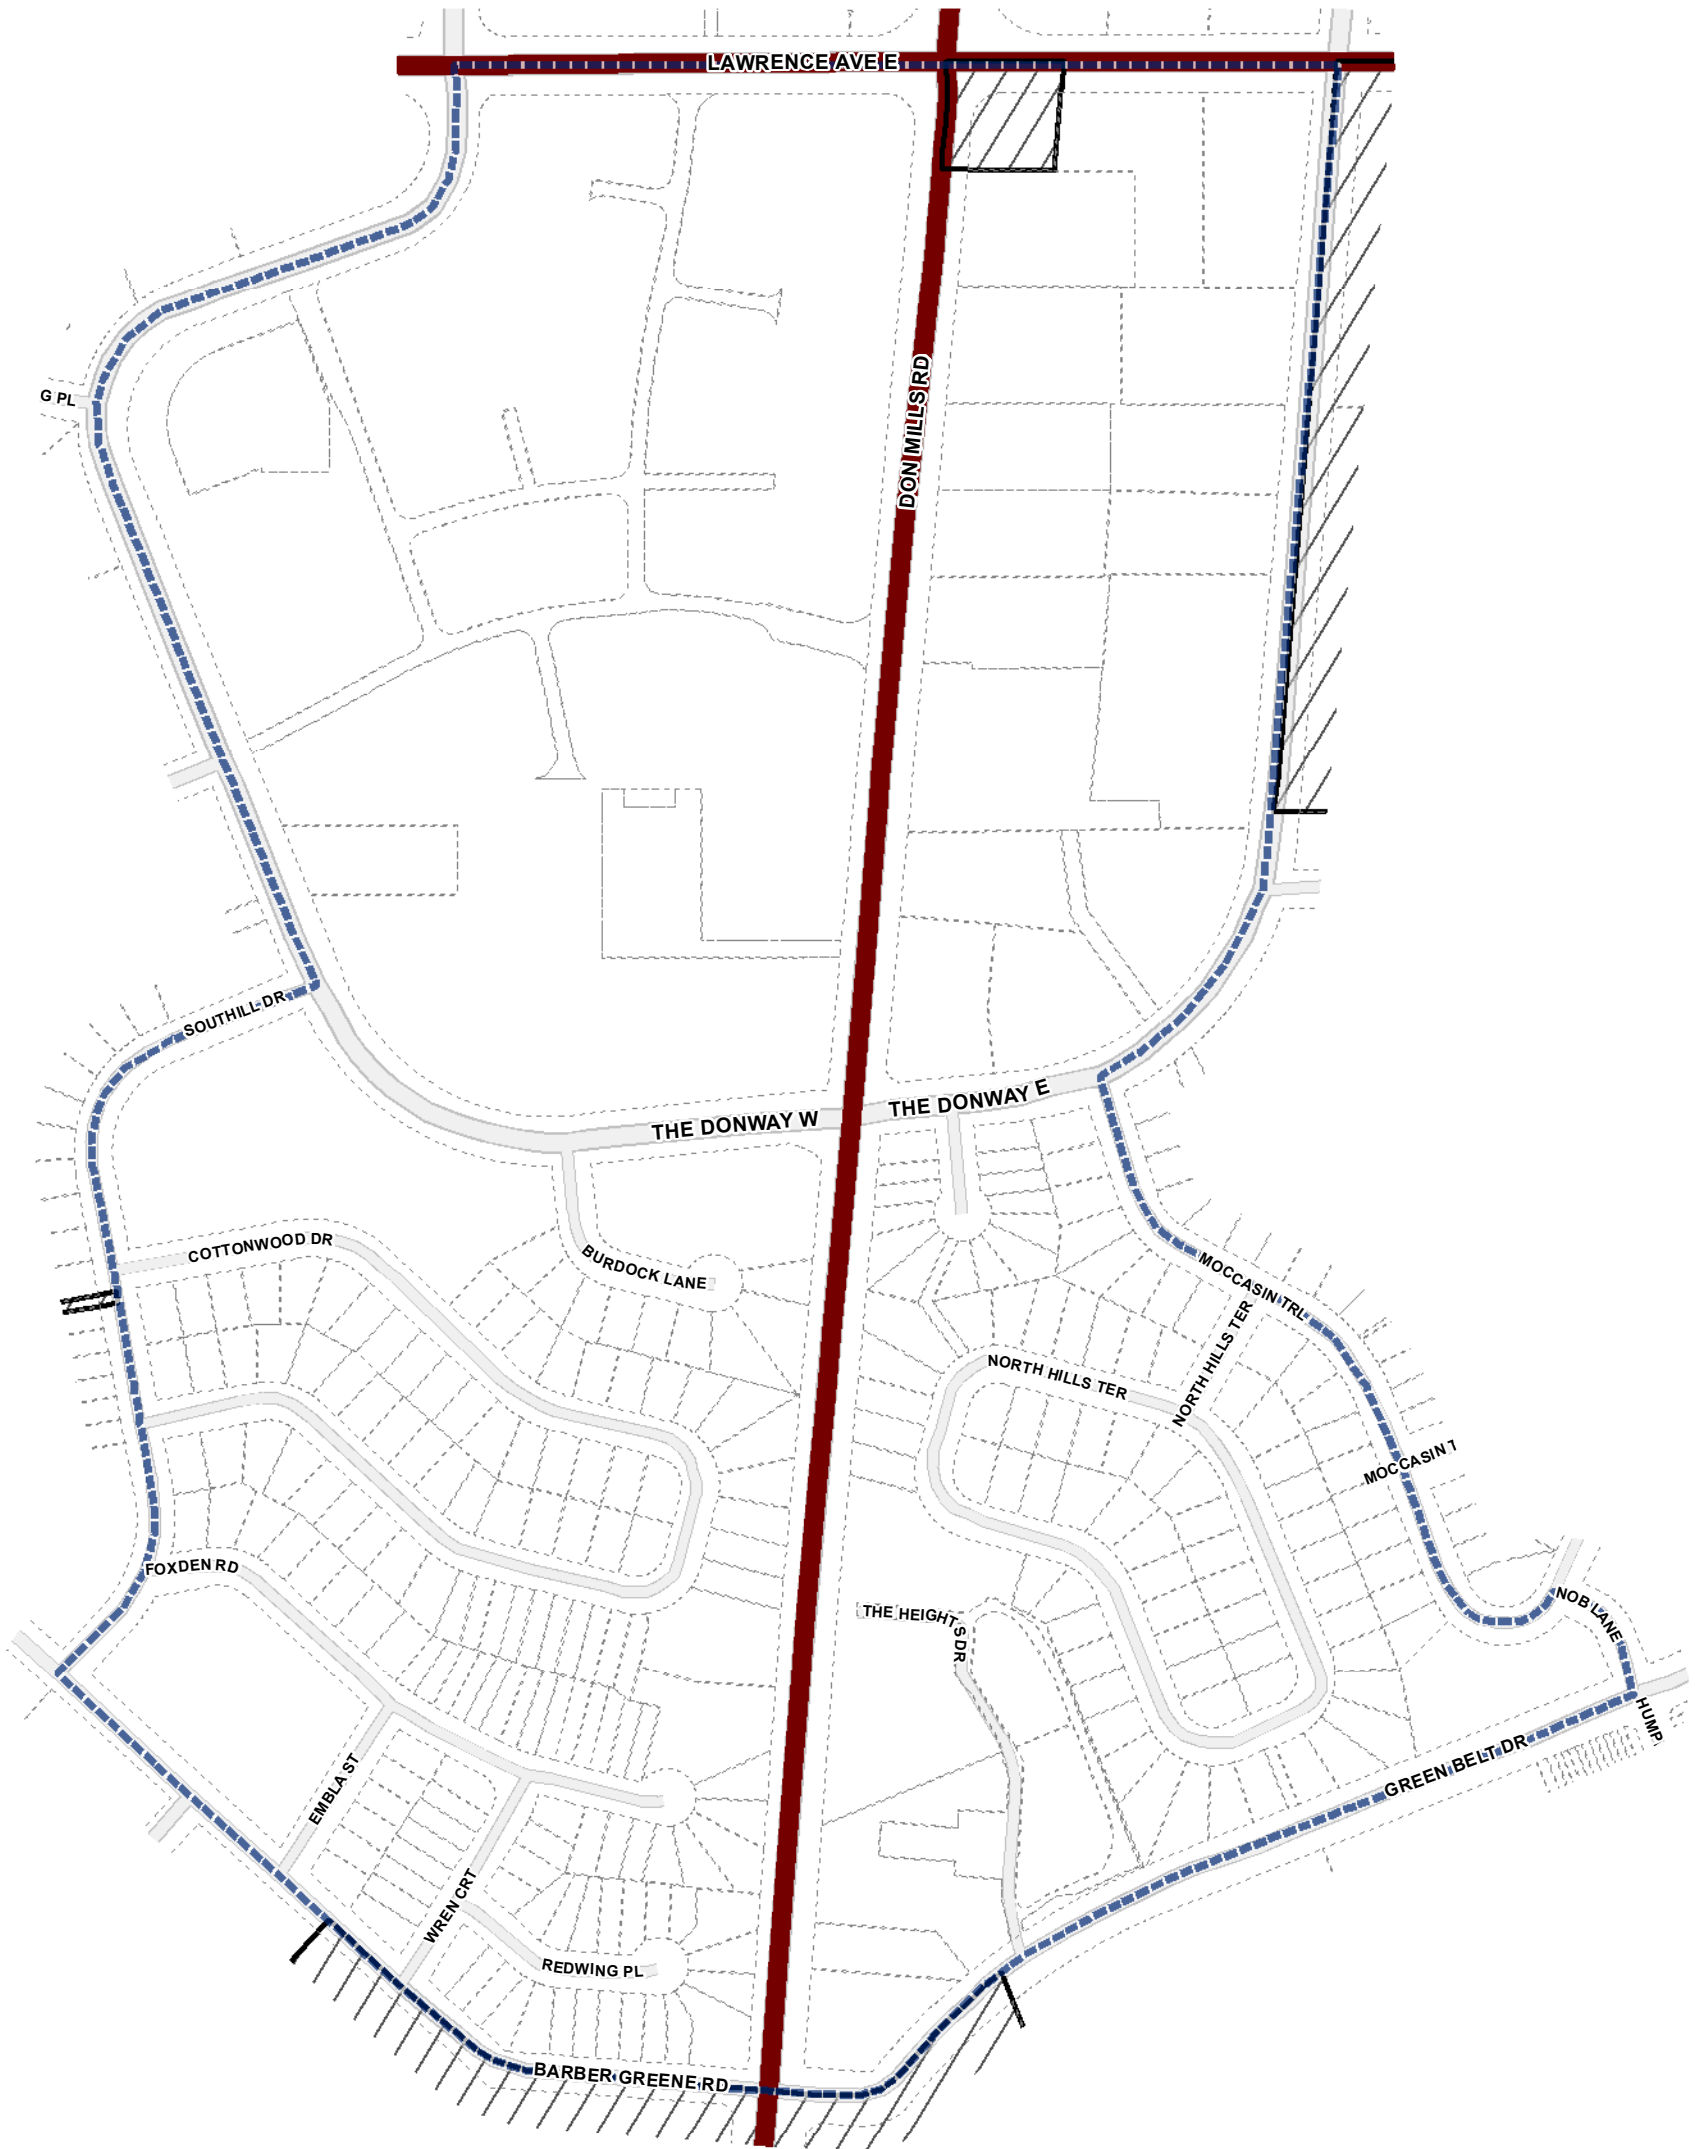 LAWRENCE AVE E
DON MILLS RD
G PL
SOUTHILL DR
THE DONWAY W
THE DONWAY E
COTTONWOOD DR
BURDOCK LANE
MOCCASIN TRL
NORTH HILLS TER
NORTH HILLS TER
MOCCASIN T
FOXDEN RD
THE HEIGHTS DR
NOB LANE
HUMP
GREEN BELT DR
EMBLA ST
WREN CRT
REDWING PL
BARBER GREENE RD